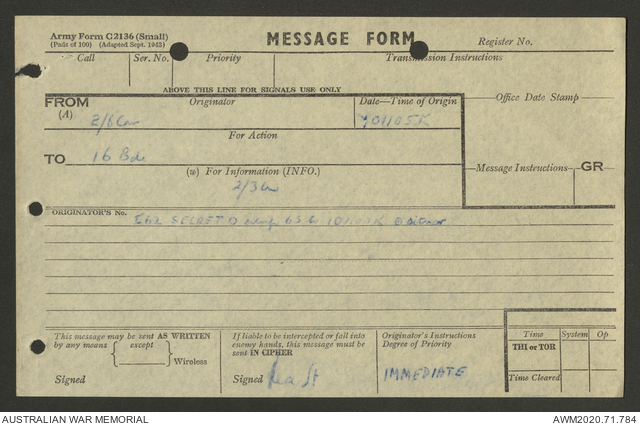 Army Form C2136 (Small)
(Pads of 100) (Adapted Sept. 1943)
MESSAGE FORM
Register No.
Call
Ser. No.
Priority
Transmission Instructions
ABOVE THIS LINE FOR SIGNALS USE ONLY
FROM
(A)
Originator
Date—Time of Origin
Office Date Stamp
2/6
For Action
TO
16 Bde
(w) For Information (INFO.)
Message Instructions
GR
2/3
ORIGINATOR'S No.
SECRET
This message may be sent AS WRITTEN
by any means except
Wireless
Signed
If liable to be intercepted or fall into
enemy hands, this message must be
sent IN CIPHER
Signed
Originator's Instructions
Degree of Priority
IMMEDIATE
Time
System
Op
THI or TOR
Time Cleared
AUSTRALIAN WAR MEMORIAL
AWM2020.71.784